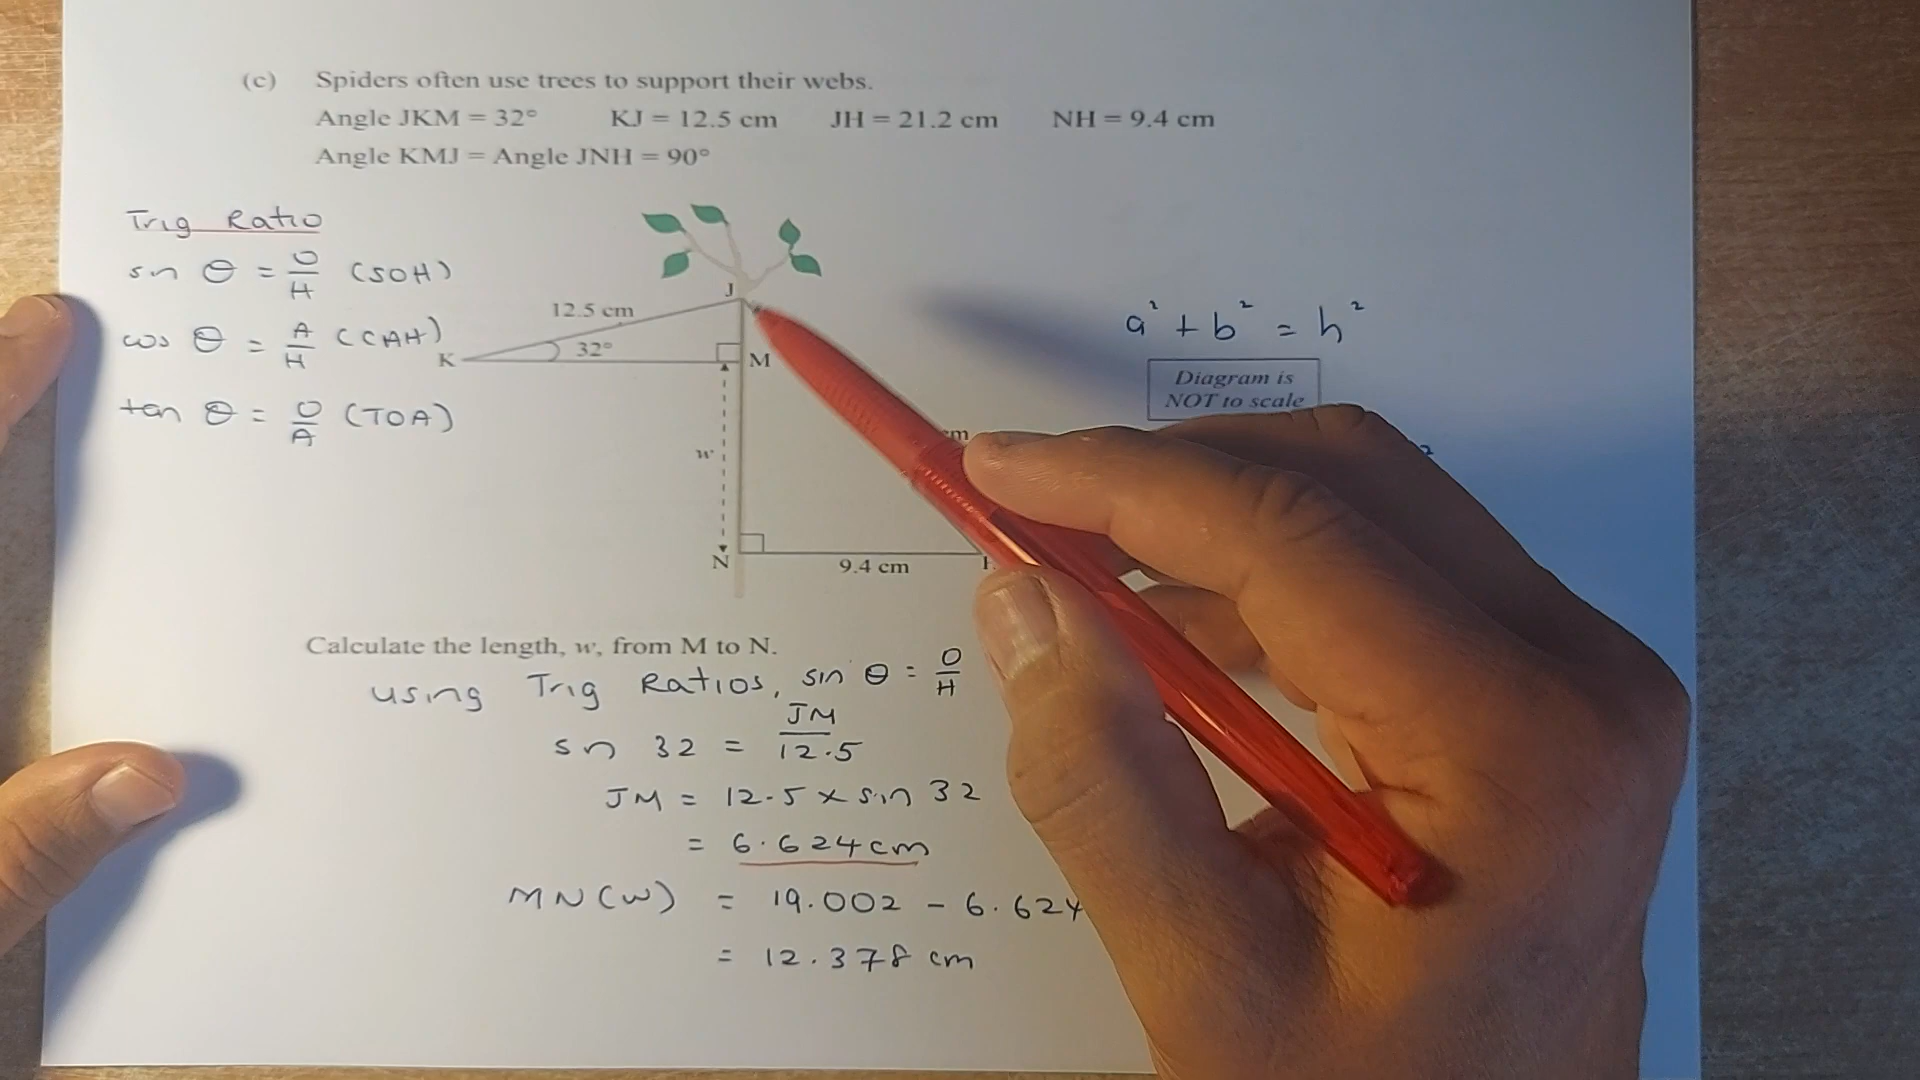 (c) Spiders often use trees to support their webs.
Angle JKM = 32° KJ = 12.5 cm JH = 21.2 cm NH = 9.4 cm
Angle KMJ = Angle JNH = 90°
Trig Ratio
sin θ = O/H (SOH)
cos θ = A/H (CAH)
tan θ = O/A (TOA)
J
12.5 cm
K 32° M
w
N
9.4 cm
a² + b² = h²
Diagram is
NOT to scale
Calculate the length, w, from M to N.
using Trig Ratios, sin θ = O/H
sin 32 = JM/12.5
JM = 12.5 x sin 32
= 6.624 cm
MN(w) = 19.002 - 6.624
= 12.378 cm